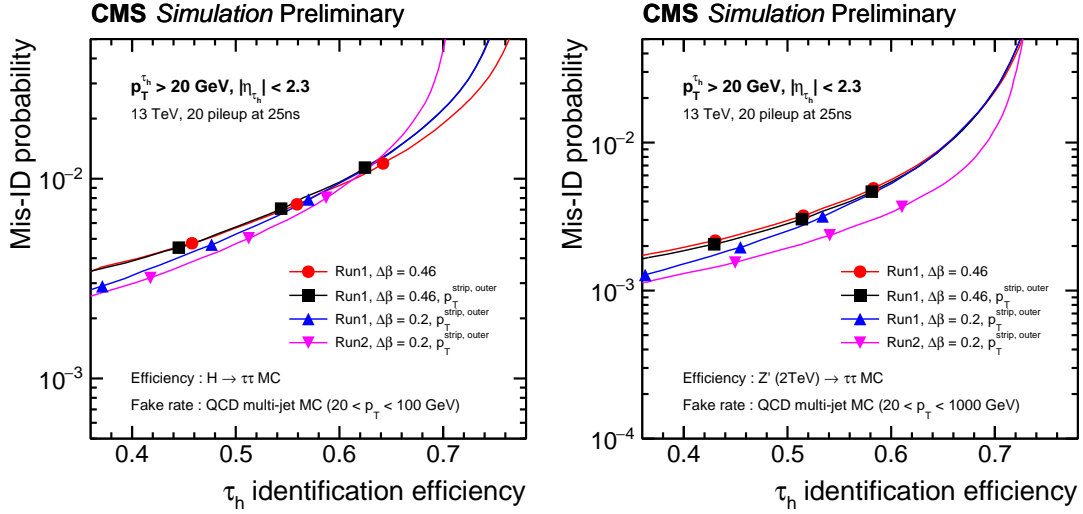 CMS Simulation Preliminary
Mis-ID probability
p_T^{τ_h} > 20 GeV, |η_{τ_h}| < 2.3
13 TeV, 20 pileup at 25ns
10^{−2}
10^{−3}
Run1, Δβ = 0.46
Run1, Δβ = 0.46, p_T^{strip, outer}
Run1, Δβ = 0.2, p_T^{strip, outer}
Run2, Δβ = 0.2, p_T^{strip, outer}
Efficiency : H → ττ MC
Fake rate : QCD multi-jet MC (20 < p_T < 100 GeV)
0.4 0.5 0.6 0.7
τ_h identification efficiency
CMS Simulation Preliminary
Mis-ID probability
p_T^{τ_h} > 20 GeV, |η_{τ_h}| < 2.3
13 TeV, 20 pileup at 25ns
10^{−2}
10^{−3}
10^{−4}
Run1, Δβ = 0.46
Run1, Δβ = 0.46, p_T^{strip, outer}
Run1, Δβ = 0.2, p_T^{strip, outer}
Run2, Δβ = 0.2, p_T^{strip, outer}
Efficiency : Z' (2TeV) → ττ MC
Fake rate : QCD multi-jet MC (20 < p_T < 1000 GeV)
0.4 0.5 0.6 0.7
τ_h identification efficiency